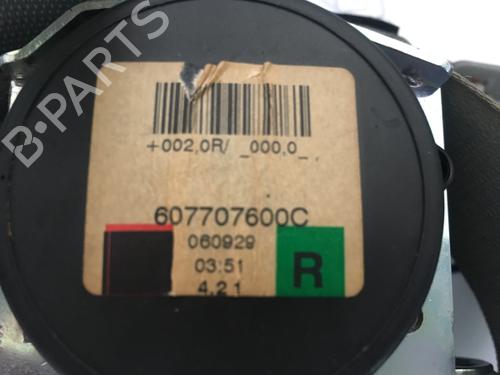 B-PARTS
+002,0R/ _000,0_
607707600C
060929
03:51
4.2 1
R